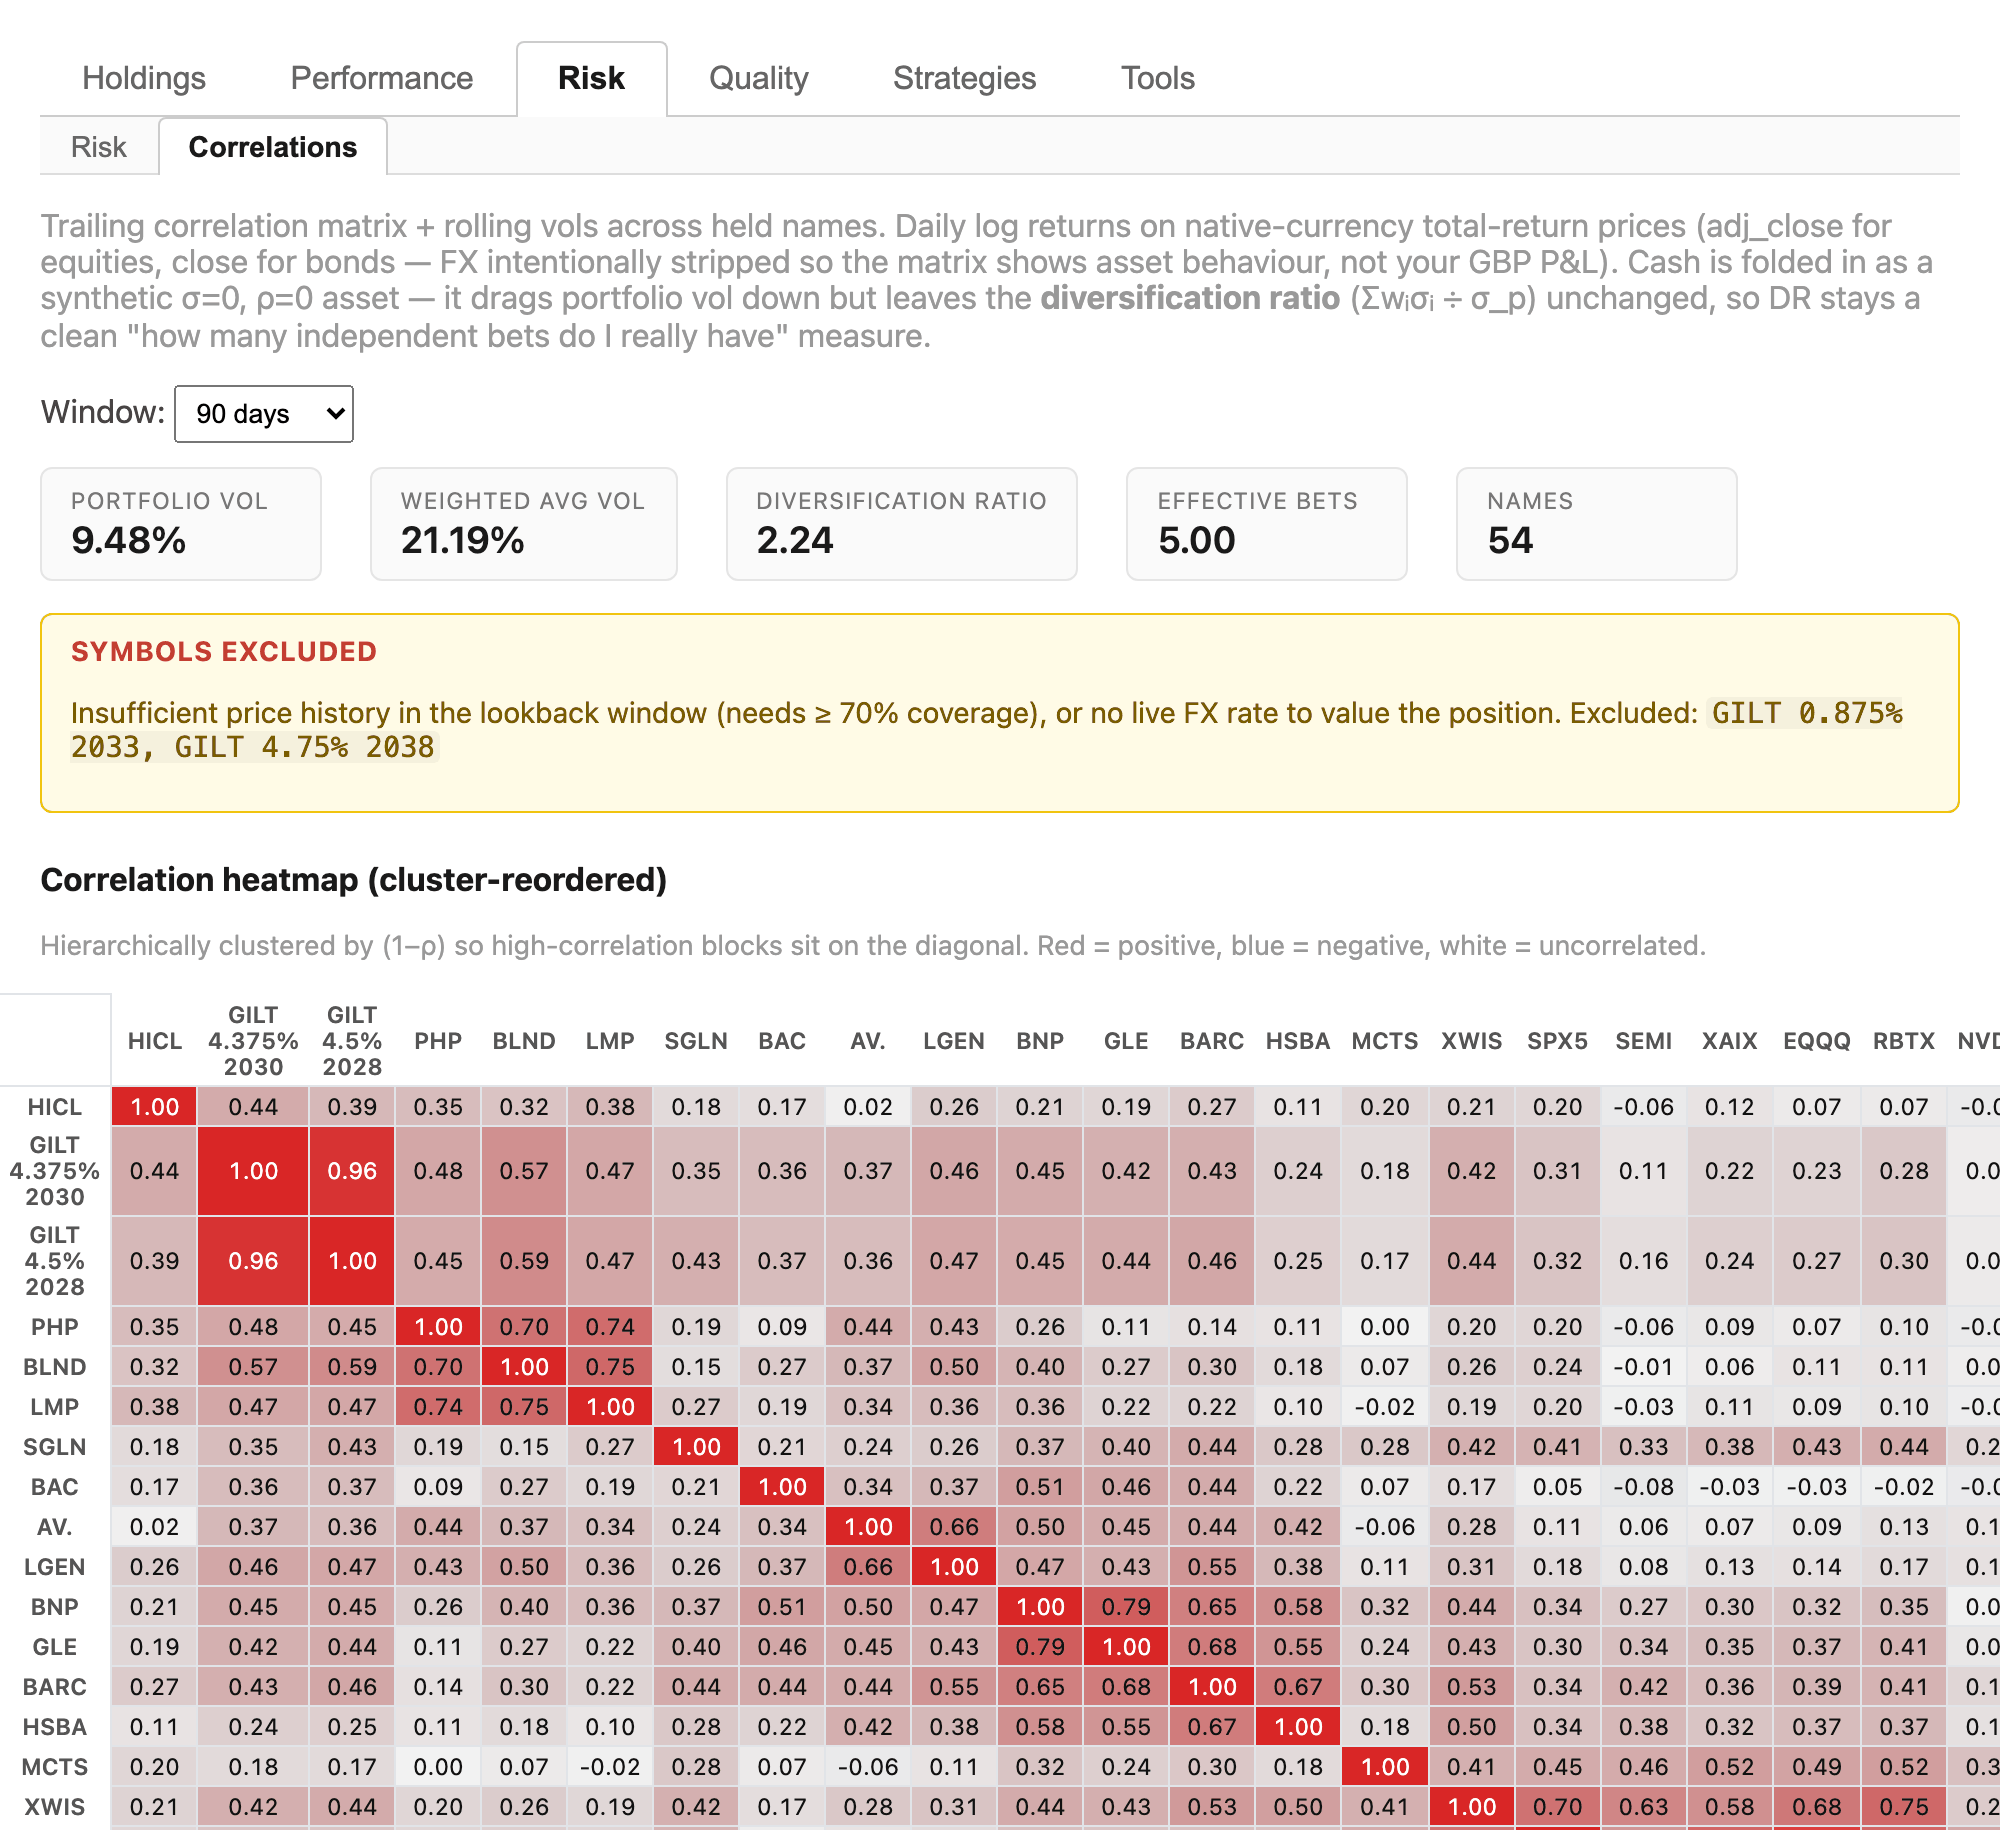 Holdings Performance Risk Quality Strategies Tools
Risk Correlations
Trailing correlation matrix + rolling vols across held names. Daily log returns on native-currency total-return prices (adj_close for
equities, close for bonds — FX intentionally stripped so the matrix shows asset behaviour, not your GBP P&L). Cash is folded in as a
synthetic σ=0, ρ=0 asset — it drags portfolio vol down but leaves the diversification ratio (Σwᵢσᵢ ÷ σ_p) unchanged, so DR stays a
clean "how many independent bets do I really have" measure.
Window: 90 days
PORTFOLIO VOL WEIGHTED AVG VOL DIVERSIFICATION RATIO EFFECTIVE BETS NAMES
9.48% 21.19% 2.24 5.00 54
SYMBOLS EXCLUDED
Insufficient price history in the lookback window (needs ≥ 70% coverage), or no live FX rate to value the position. Excluded: GILT 0.875%
2033, GILT 4.75% 2038
Correlation heatmap (cluster-reordered)
Hierarchically clustered by (1–ρ) so high-correlation blocks sit on the diagonal. Red = positive, blue = negative, white = uncorrelated.
HICL GILT 4.375% 2030 GILT 4.5% 2028 PHP BLND LMP SGLN BAC AV. LGEN BNP GLE BARC HSBA MCTS XWIS SPX5 SEMI XAIX EQQQ RBTX
HICL 1.00 0.44 0.39 0.35 0.32 0.38 0.18 0.17 0.02 0.26 0.21 0.19 0.27 0.11 0.20 0.21 0.20 -0.06 0.12 0.07 0.07
GILT 4.375% 2030 0.44 1.00 0.96 0.48 0.57 0.47 0.35 0.36 0.37 0.46 0.45 0.42 0.43 0.24 0.18 0.42 0.31 0.11 0.22 0.23 0.28
GILT 4.5% 2028 0.39 0.96 1.00 0.45 0.59 0.47 0.43 0.37 0.36 0.47 0.45 0.44 0.46 0.25 0.17 0.44 0.32 0.16 0.24 0.27 0.30
PHP 0.35 0.48 0.45 1.00 0.70 0.74 0.19 0.09 0.44 0.43 0.26 0.11 0.14 0.11 0.00 0.20 0.20 -0.06 0.09 0.07 0.10
BLND 0.32 0.57 0.59 0.70 1.00 0.75 0.15 0.27 0.37 0.50 0.40 0.27 0.30 0.18 0.07 0.26 0.24 -0.01 0.06 0.11 0.11
LMP 0.38 0.47 0.47 0.74 0.75 1.00 0.27 0.19 0.34 0.36 0.36 0.22 0.22 0.10 -0.02 0.19 0.20 -0.03 0.11 0.09 0.10
SGLN 0.18 0.35 0.43 0.19 0.15 0.27 1.00 0.21 0.24 0.26 0.37 0.40 0.44 0.28 0.28 0.42 0.41 0.33 0.38 0.43 0.44
BAC 0.17 0.36 0.37 0.09 0.27 0.19 0.21 1.00 0.34 0.37 0.51 0.46 0.44 0.22 0.07 0.17 0.05 -0.08 -0.03 -0.03 -0.02
AV. 0.02 0.37 0.36 0.44 0.37 0.34 0.24 0.34 1.00 0.66 0.50 0.45 0.44 0.42 -0.06 0.28 0.11 0.06 0.07 0.09 0.13
LGEN 0.26 0.46 0.47 0.43 0.50 0.36 0.26 0.37 0.66 1.00 0.47 0.43 0.55 0.38 0.11 0.31 0.18 0.08 0.13 0.14 0.17
BNP 0.21 0.45 0.45 0.26 0.40 0.36 0.37 0.51 0.50 0.47 1.00 0.79 0.65 0.58 0.32 0.44 0.34 0.27 0.30 0.32 0.35
GLE 0.19 0.42 0.44 0.11 0.27 0.22 0.40 0.46 0.45 0.43 0.79 1.00 0.68 0.55 0.24 0.43 0.30 0.34 0.35 0.37 0.41
BARC 0.27 0.43 0.46 0.14 0.30 0.22 0.44 0.44 0.44 0.55 0.65 0.68 1.00 0.67 0.30 0.53 0.34 0.42 0.36 0.39 0.41
HSBA 0.11 0.24 0.25 0.11 0.18 0.10 0.28 0.22 0.42 0.38 0.58 0.55 0.67 1.00 0.18 0.50 0.34 0.38 0.32 0.37 0.37
MCTS 0.20 0.18 0.17 0.00 0.07 -0.02 0.28 0.07 -0.06 0.11 0.32 0.24 0.30 0.18 1.00 0.41 0.45 0.46 0.52 0.49 0.52
XWIS 0.21 0.42 0.44 0.20 0.26 0.19 0.42 0.17 0.28 0.31 0.44 0.43 0.53 0.50 0.41 1.00 0.70 0.63 0.58 0.68 0.75